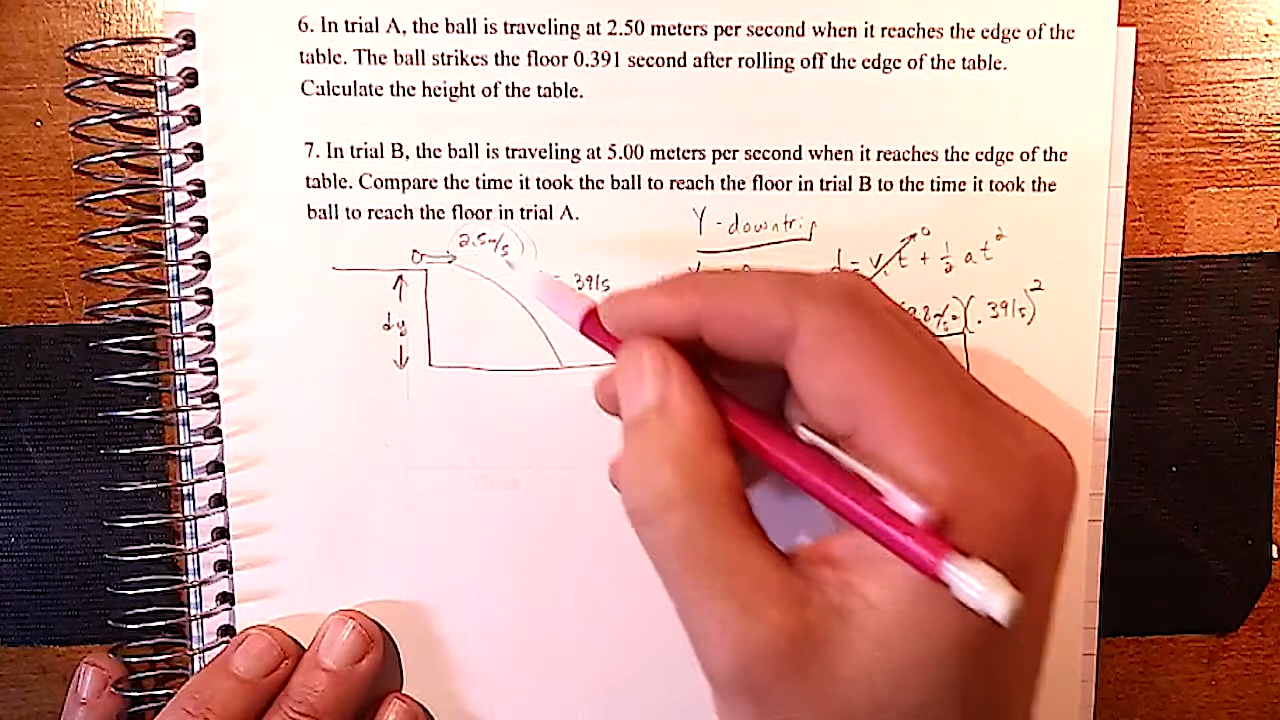 6. In trial A, the ball is traveling at 2.50 meters per second when it reaches the edge of the
table. The ball strikes the floor 0.391 second after rolling off the edge of the table.
Calculate the height of the table.
7. In trial B, the ball is traveling at 5.00 meters per second when it reaches the edge of the
table. Compare the time it took the ball to reach the floor in trial B to the time it took the
ball to reach the floor in trial A.
Y-downtrip
2.5m/s
d = vᵢt + ½ at²
.391s
(.391s)²
dy